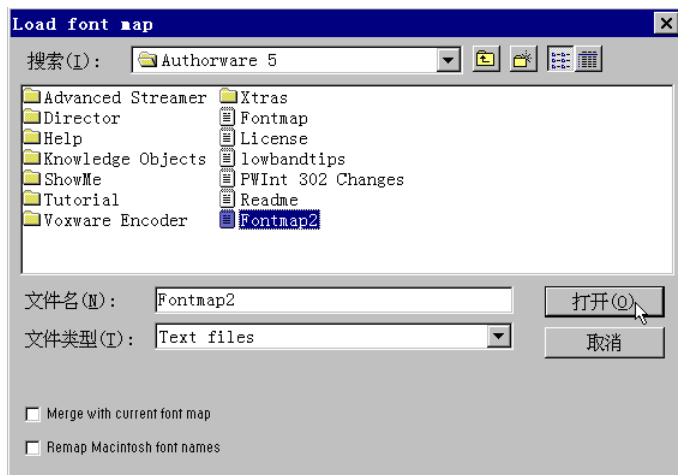 Load font map
搜索(I): Authorware 5
Advanced Streamer Xtras
Director Fontmap
Help License
Knowledge Objects lowbandtips
ShowMe PWInt 302 Changes
Tutorial Readme
Voxware Encoder Fontmap2
文件名(N): Fontmap2 打开(O)
文件类型(T): Text files 取消
Merge with current font map
Remap Macintosh font names